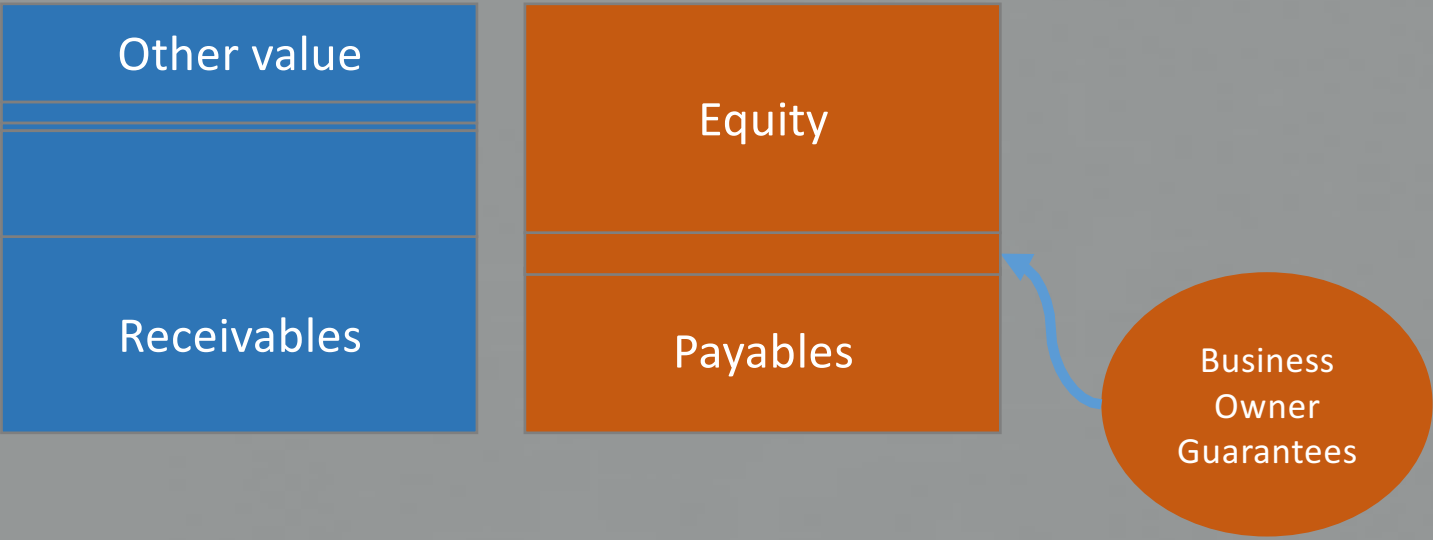 Other value
Equity
Receivables
Payables
Business
Owner
Guarantees